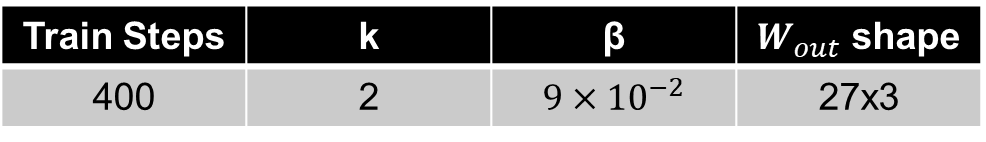 Train Steps k β W_out shape
400 2 9 × 10⁻² 27x3